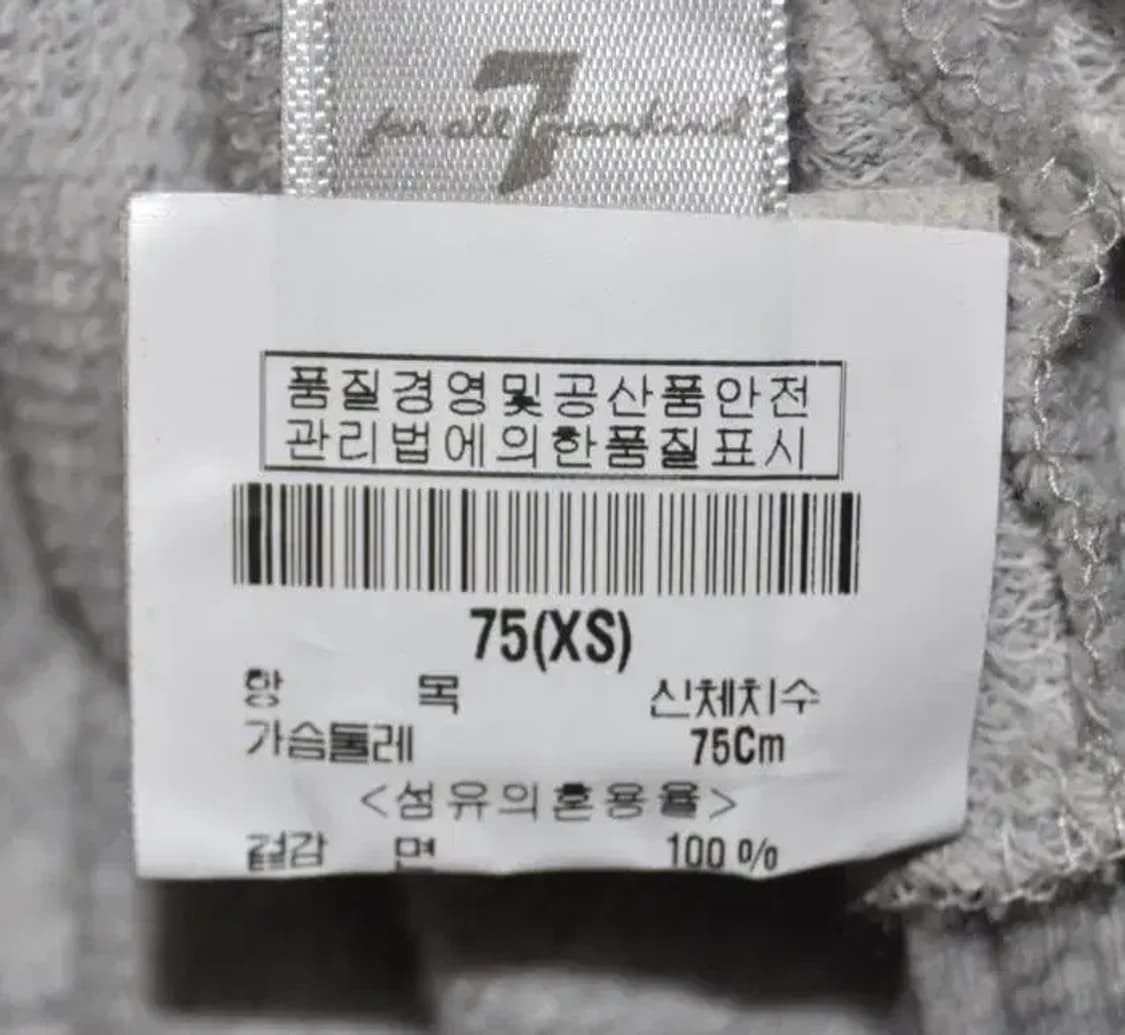 7
for all mankind
품질경영및공산품안전
관리법에의한품질표시
75(XS)
항 목 신체치수
가슴둘레 75Cm
<섬유의혼용율>
겉감 면 100%